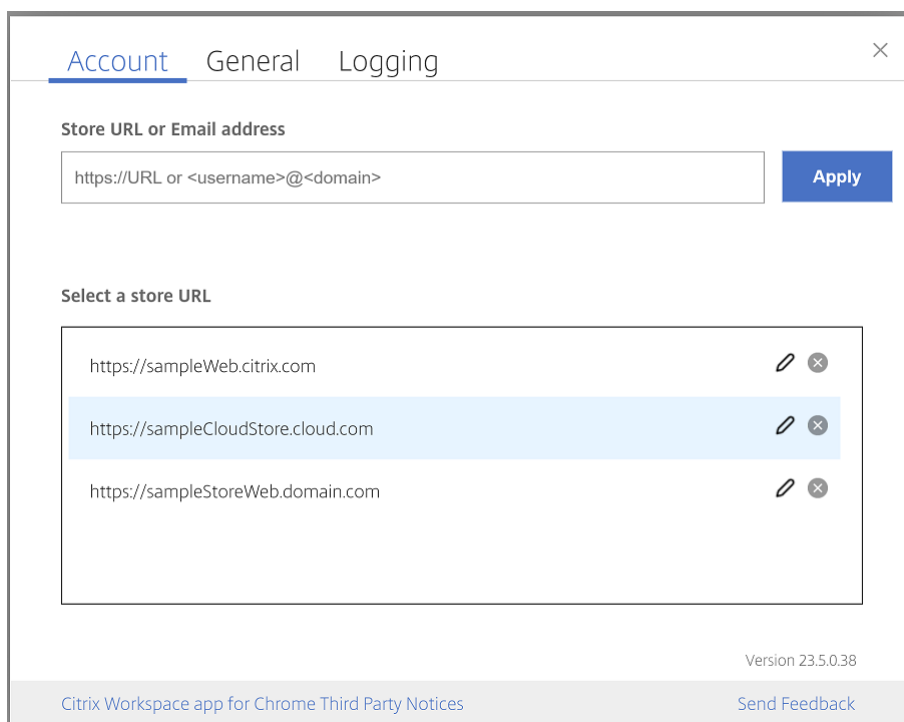 Account General Logging
Store URL or Email address
https://URL or <username>@<domain>
Apply
Select a store URL
https://sampleWeb.citrix.com
https://sampleCloudStore.cloud.com
https://sampleStoreWeb.domain.com
Version 23.5.0.38
Citrix Workspace app for Chrome Third Party Notices
Send Feedback